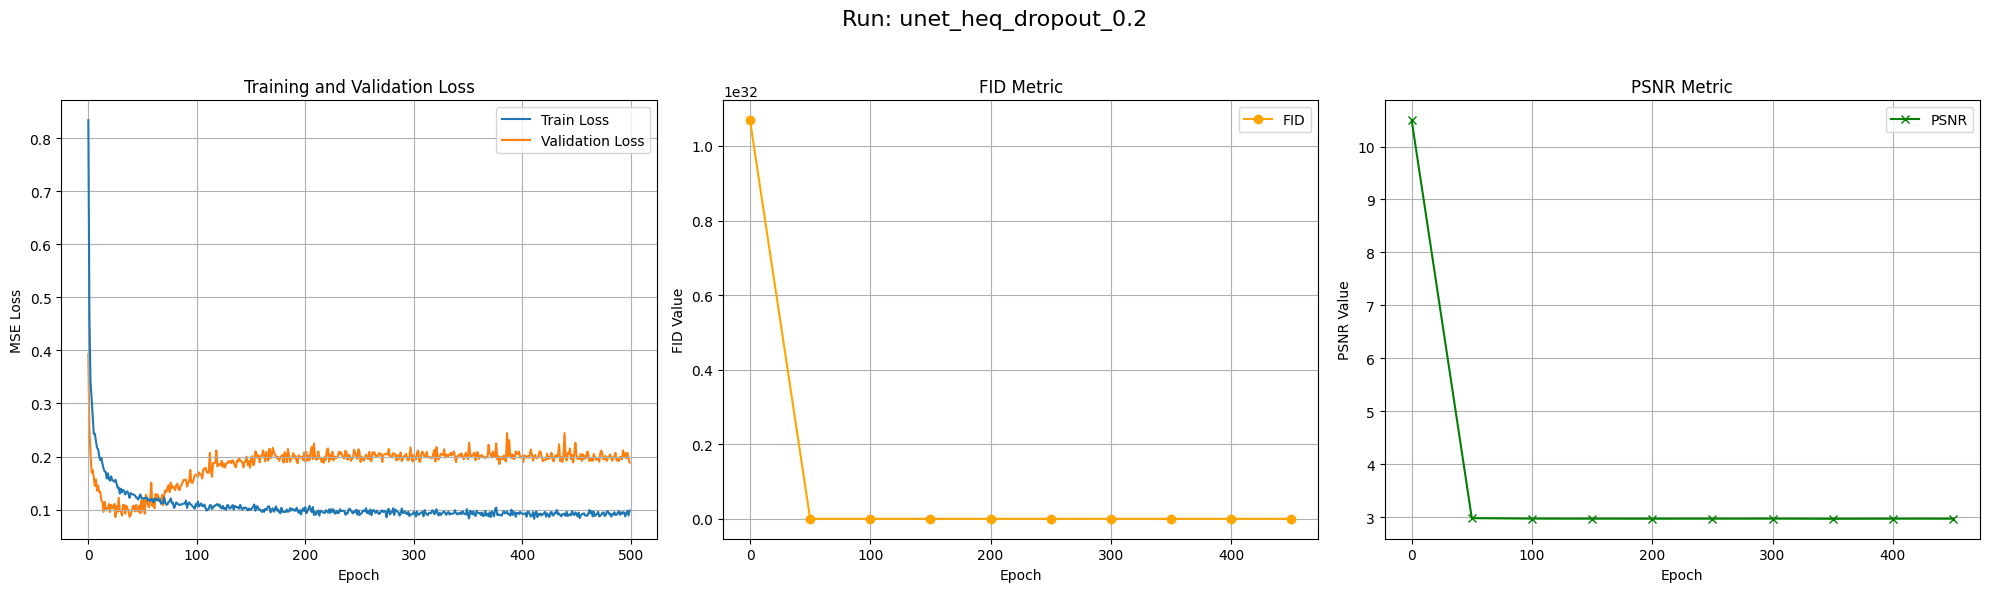 Run: unet_heq_dropout_0.2
Training and Validation Loss
Train Loss
Validation Loss
0.8
0.7
0.6
0.5
0.4
0.3
0.2
0.1
MSE Loss
0 100 200 300 400 500
Epoch
FID Metric
1e32
FID
1.0
0.8
0.6
0.4
0.2
0.0
FID Value
0 100 200 300 400
Epoch
PSNR Metric
PSNR
10
9
8
7
6
5
4
3
PSNR Value
0 100 200 300 400
Epoch